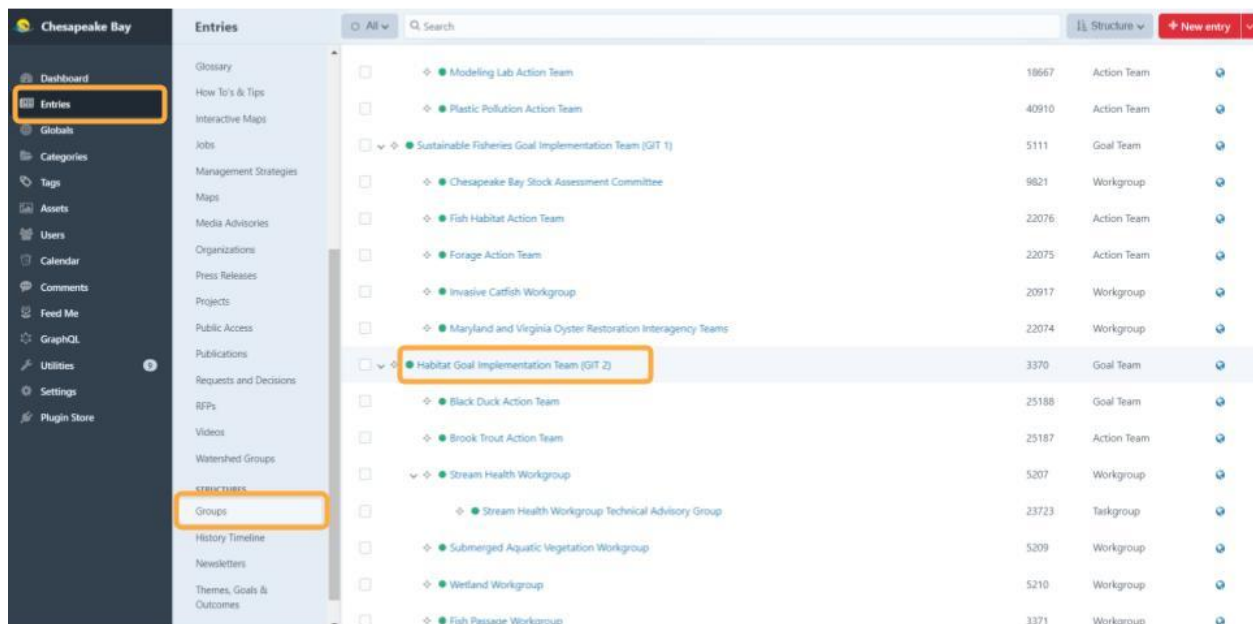 Chesapeake Bay
Dashboard
Entries
Globals
Categories
Tags
Assets
Users
Calendar
Comments
Feed Me
GraphQL
Utilities 9
Settings
Plugin Store
Entries
Glossary
How To's & Tips
Interactive Maps
Jobs
Management Strategies
Maps
Media Advisories
Organizations
Press Releases
Projects
Public Access
Publications
Requests and Decisions
RFPs
Videos
Watershed Groups
STRUCTURES
Groups
History Timeline
Newsletters
Themes, Goals &
Outcomes
All Search Structure New entry
Modeling Lab Action Team 18667 Action Team
Plastic Pollution Action Team 40910 Action Team
Sustainable Fisheries Goal Implementation Team (GIT 1) 5111 Goal Team
Chesapeake Bay Stock Assessment Committee 9821 Workgroup
Fish Habitat Action Team 22076 Action Team
Forage Action Team 22075 Action Team
Invasive Catfish Workgroup 20917 Workgroup
Maryland and Virginia Oyster Restoration Interagency Teams 22074 Workgroup
Habitat Goal Implementation Team (GIT 2) 3370 Goal Team
Black Duck Action Team 25188 Goal Team
Brook Trout Action Team 25187 Action Team
Stream Health Workgroup 5207 Workgroup
Stream Health Workgroup Technical Advisory Group 23723 Taskgroup
Submerged Aquatic Vegetation Workgroup 5209 Workgroup
Wetland Workgroup 5210 Workgroup
Fish Passage Workgroup 3371 Workgroup